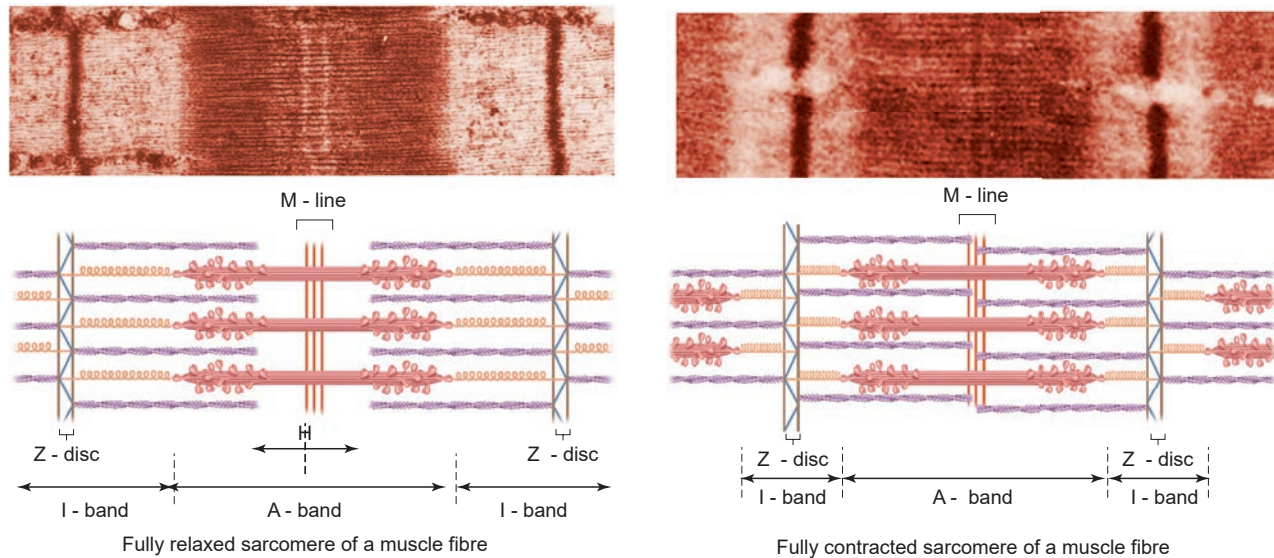 M - line
H
Z - disc
Z - disc
I - band
A - band
I - band
Fully relaxed sarcomere of a muscle fibre
M - line
Z - disc
Z - disc
I - band
A - band
I - band
Fully contracted sarcomere of a muscle fibre